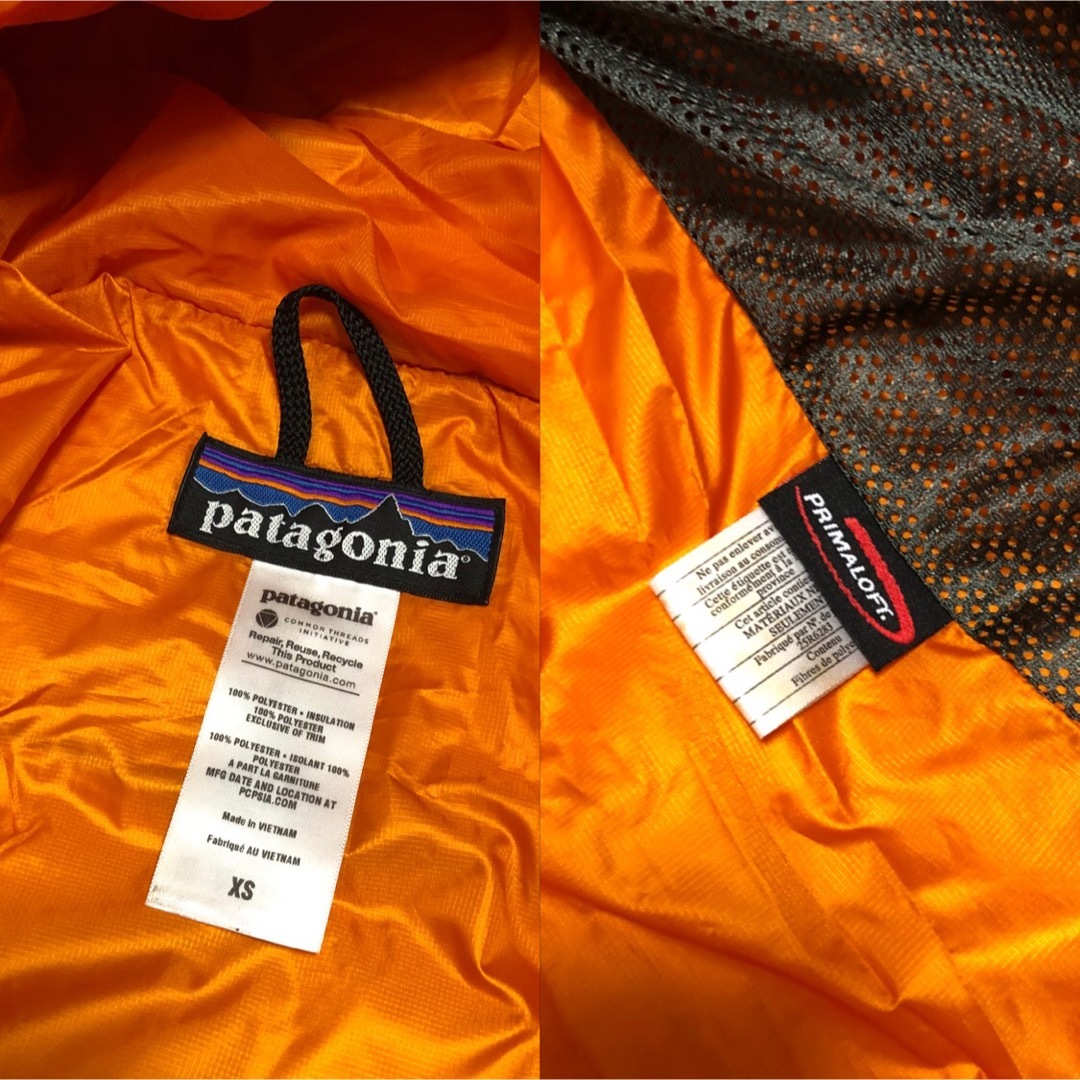 patagonia®
patagonia®
COMMON THREADS
INITIATIVE
Repair, Reuse, Recycle
This Product
www.patagonia.com
100% POLYESTER • INSULATION
100% POLYESTER
EXCLUSIVE OF TRIM
100% POLYESTER • ISOLANT 100%
POLYESTER
A PART LA GARNITURE
MFG DATE AND LOCATION AT
PCPSIA.COM
Made in VIETNAM
Fabriqué AU VIETNAM
XS
PRIMALOFT.
Ne pas enlever av
livraison au consom
Cette étiquette est
conformément à la
province
Cet article contie
MATÉRIAUX N
SEULEMEN
Fabriqué par N° de
Contenu
Fibres de polye